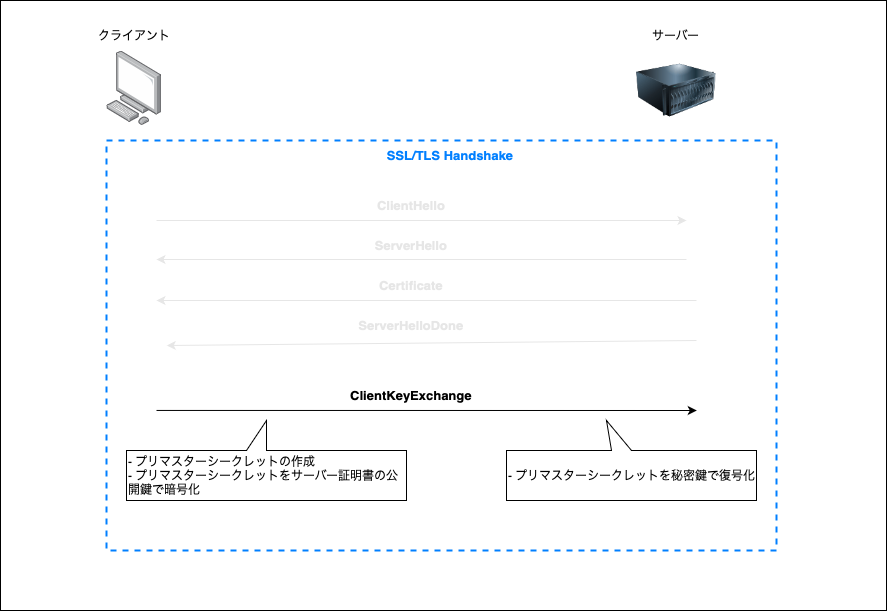 クライアント
サーバー
SSL/TLS Handshake
ClientHello
ServerHello
Certificate
ServerHelloDone
ClientKeyExchange
- プリマスターシークレットの作成
- プリマスターシークレットをサーバー証明書の公
開鍵で暗号化
- プリマスターシークレットを秘密鍵で復号化